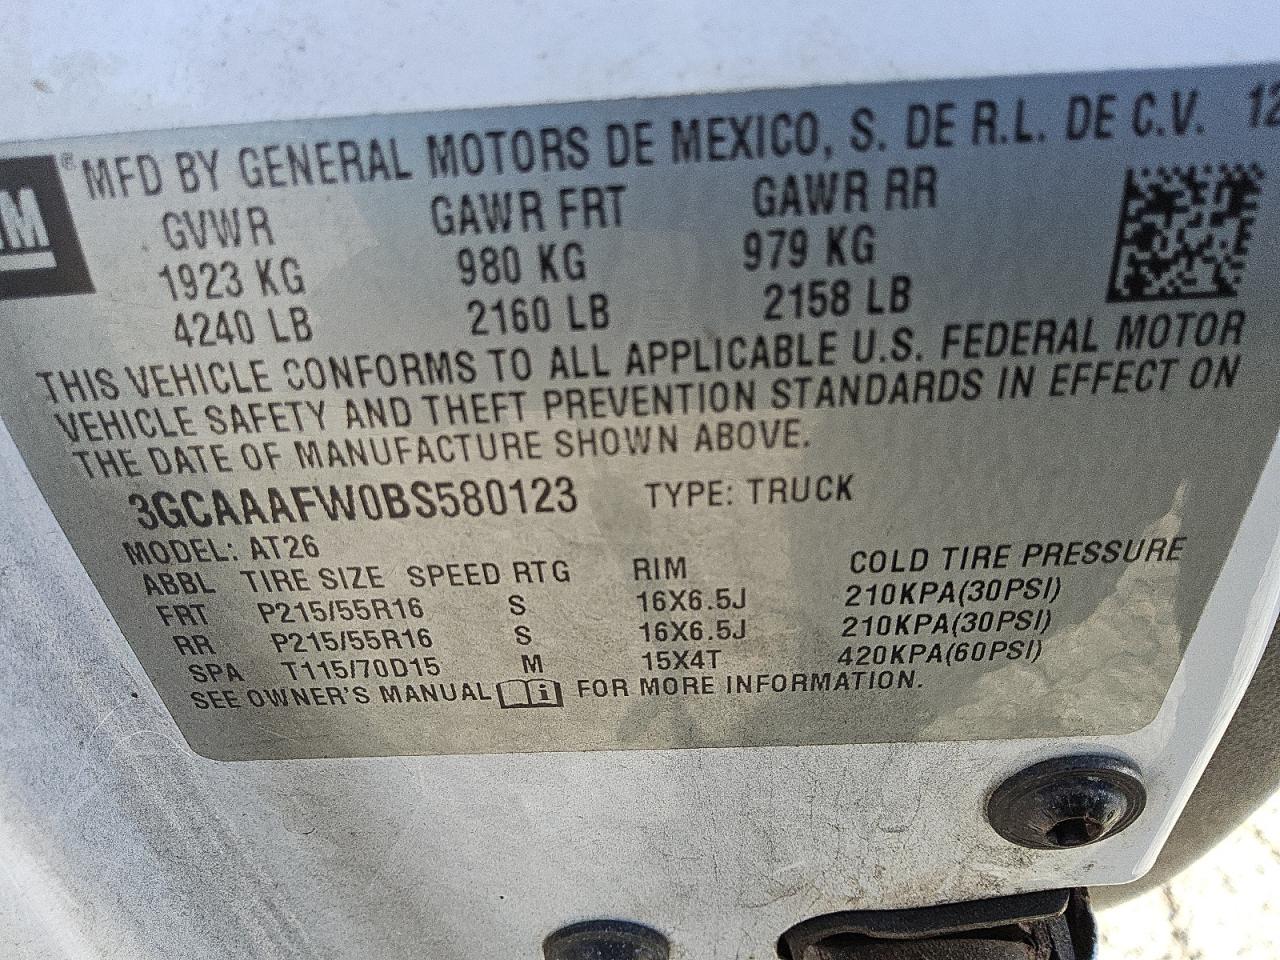 ® MFD BY GENERAL MOTORS DE MEXICO, S. DE R.L. DE C.V. 12
GVWR GAWR FRT GAWR RR
1923 KG 980 KG 979 KG
4240 LB 2160 LB 2158 LB
THIS VEHICLE CONFORMS TO ALL APPLICABLE U.S. FEDERAL MOTOR
VEHICLE SAFETY AND THEFT PREVENTION STANDARDS IN EFFECT ON
THE DATE OF MANUFACTURE SHOWN ABOVE.
3GCAAAFW0BS580123 TYPE: TRUCK
MODEL: AT26
ABBL TIRE SIZE SPEED RTG RIM COLD TIRE PRESSURE
FRT P215/55R16 S 16X6.5J 210KPA(30PSI)
RR P215/55R16 S 16X6.5J 210KPA(30PSI)
SPA T115/70D15 M 15X4T 420KPA(60PSI)
SEE OWNER'S MANUAL FOR MORE INFORMATION.